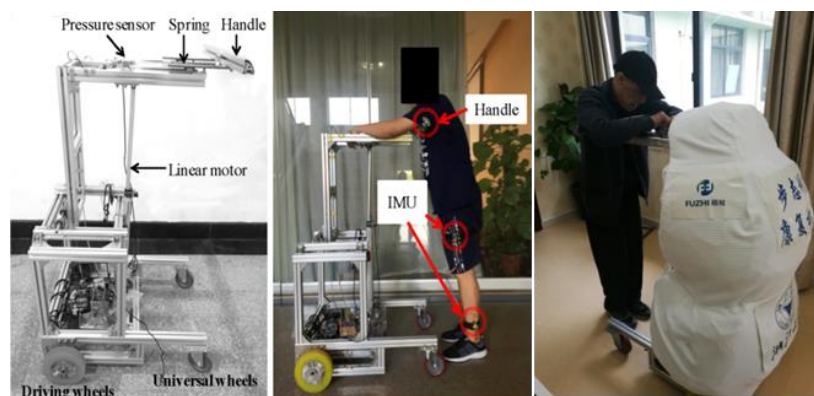 Pressure sensor
Spring
Handle
Linear motor
Driving wheels
Universal wheels
Handle
IMU
FUZHI